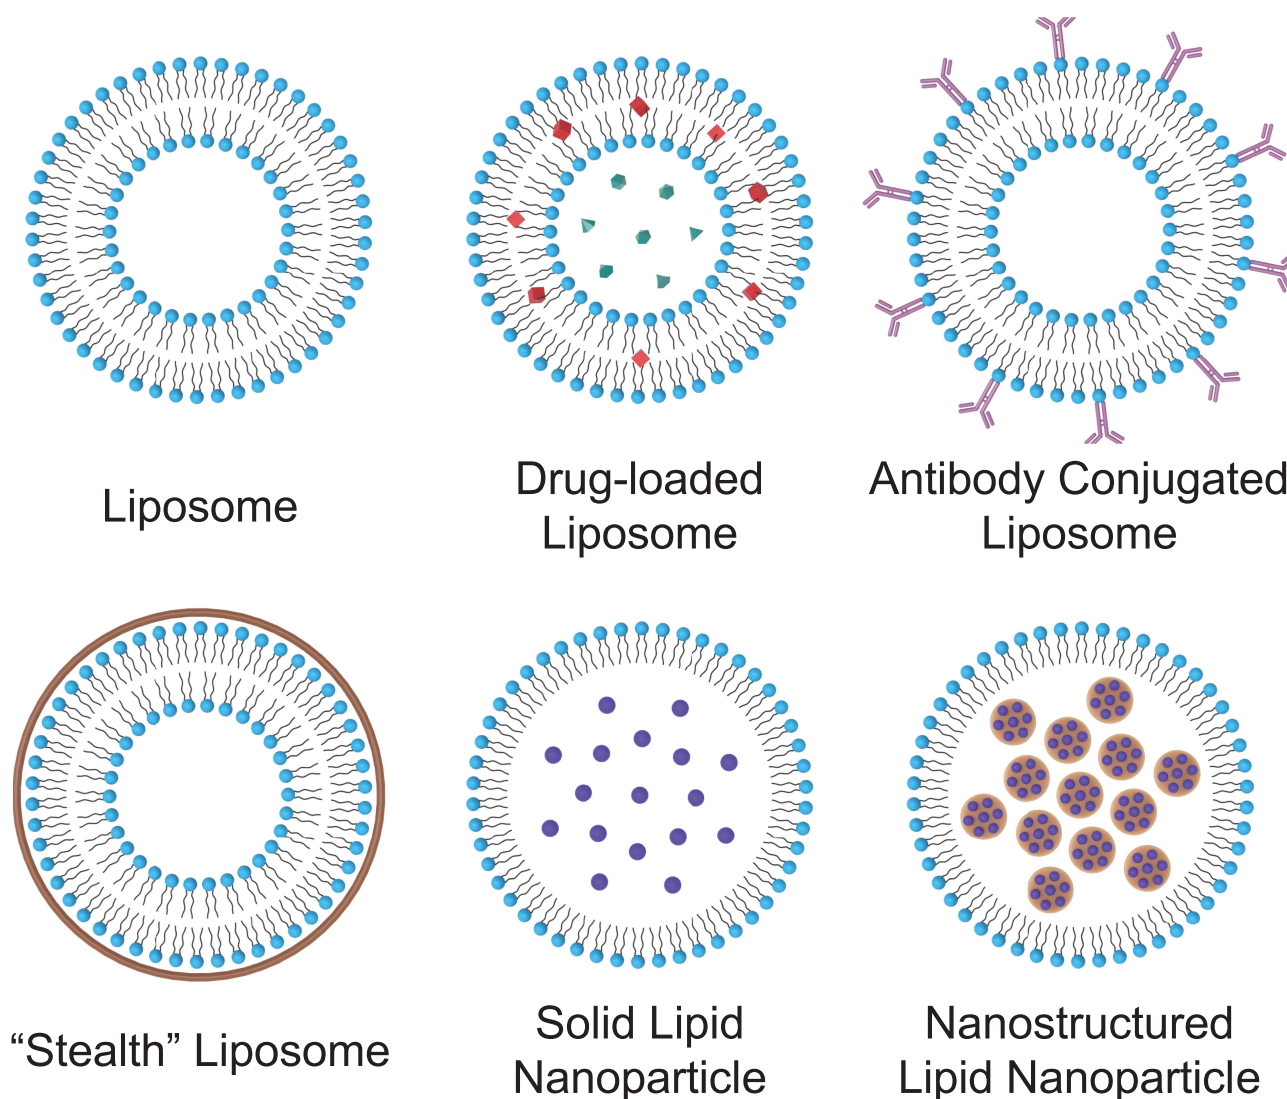 Liposome
Drug-loaded
Liposome
Antibody Conjugated
Liposome
“Stealth” Liposome
Solid Lipid
Nanoparticle
Nanostructured
Lipid Nanoparticle